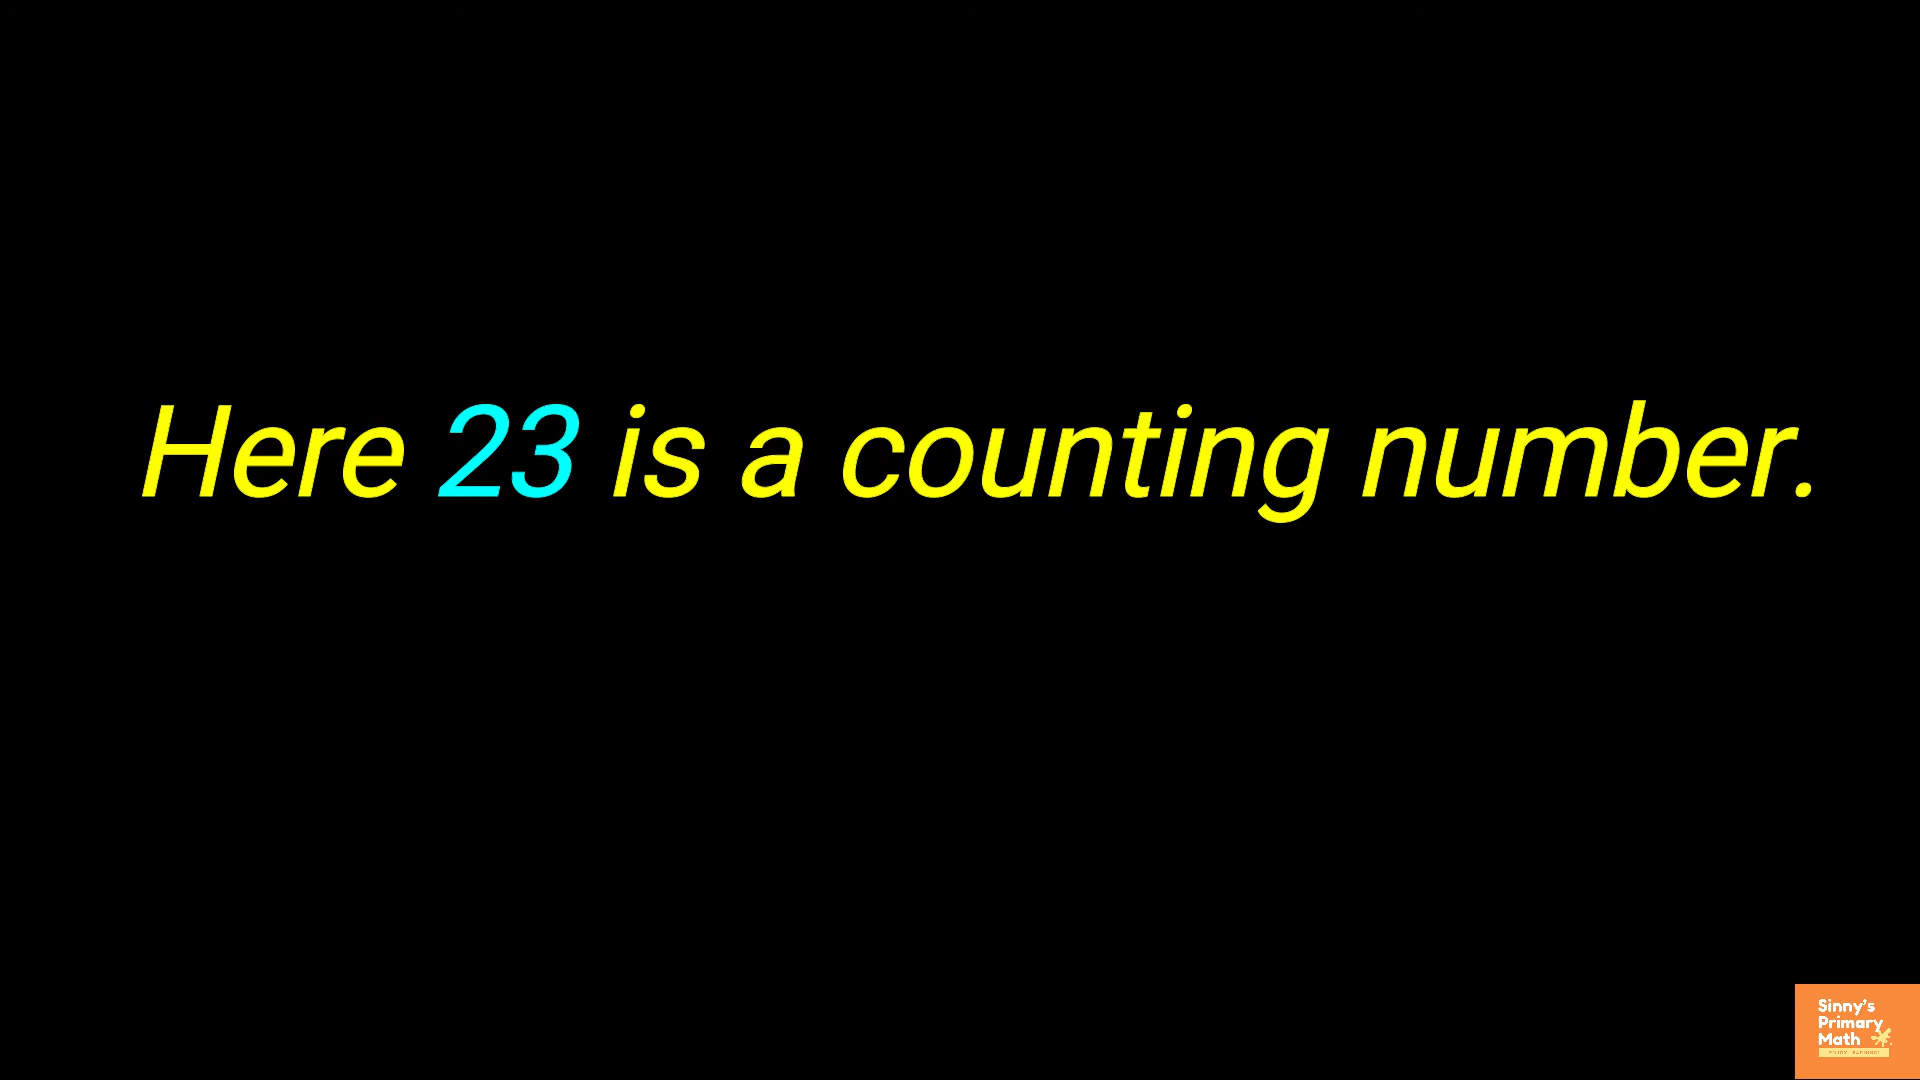 Here 23 is a counting number.
Sinny's
Primary
Math